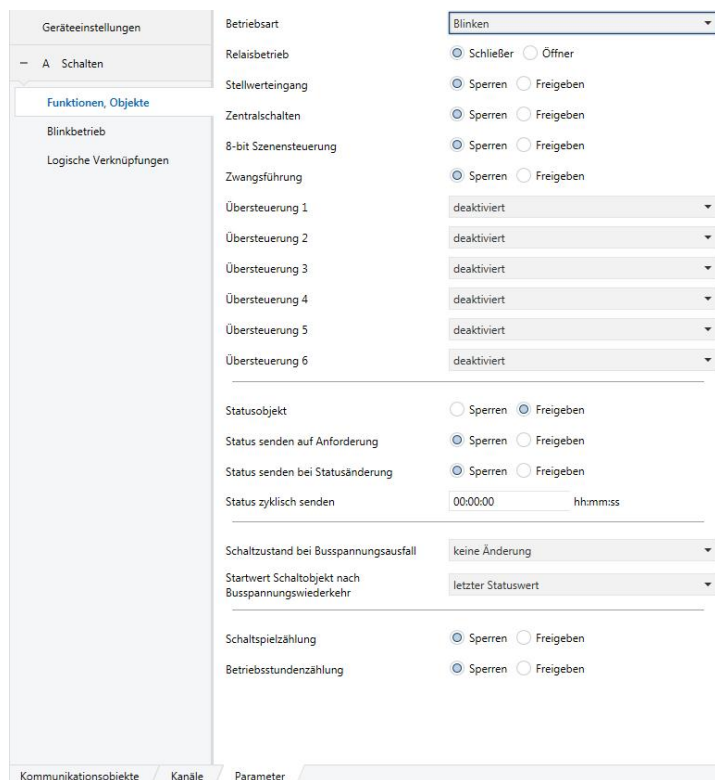 Geräteeinstellungen
− A Schalten
Funktionen, Objekte
Blinkbetrieb
Logische Verknüpfungen
Betriebsart Blinken
Relaisbetrieb Schließer Öffner
Stellwerteingang Sperren Freigeben
Zentralschalten Sperren Freigeben
8-bit Szenensteuerung Sperren Freigeben
Zwangsführung Sperren Freigeben
Übersteuerung 1 deaktiviert
Übersteuerung 2 deaktiviert
Übersteuerung 3 deaktiviert
Übersteuerung 4 deaktiviert
Übersteuerung 5 deaktiviert
Übersteuerung 6 deaktiviert
Statusobjekt Sperren Freigeben
Status senden auf Anforderung Sperren Freigeben
Status senden bei Statusänderung Sperren Freigeben
Status zyklisch senden 00:00:00 hh:mm:ss
Schaltzustand bei Busspannungsausfall keine Änderung
Startwert Schaltobjekt nach
Busspannungswiederkehr letzter Statuswert
Schaltspielzählung Sperren Freigeben
Betriebsstundenzählung Sperren Freigeben
Kommunikationsobjekte Kanäle Parameter